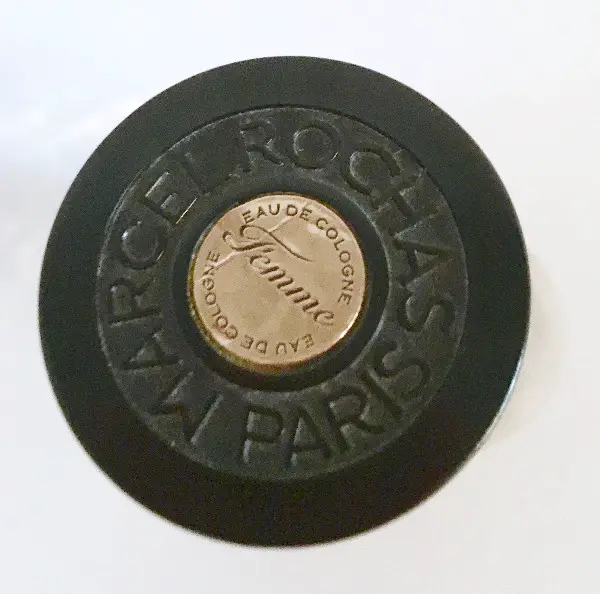 MARCEL ROCHAS PARIS
EAU DE COLOGNE
Femme
EAU DE COLOGNE